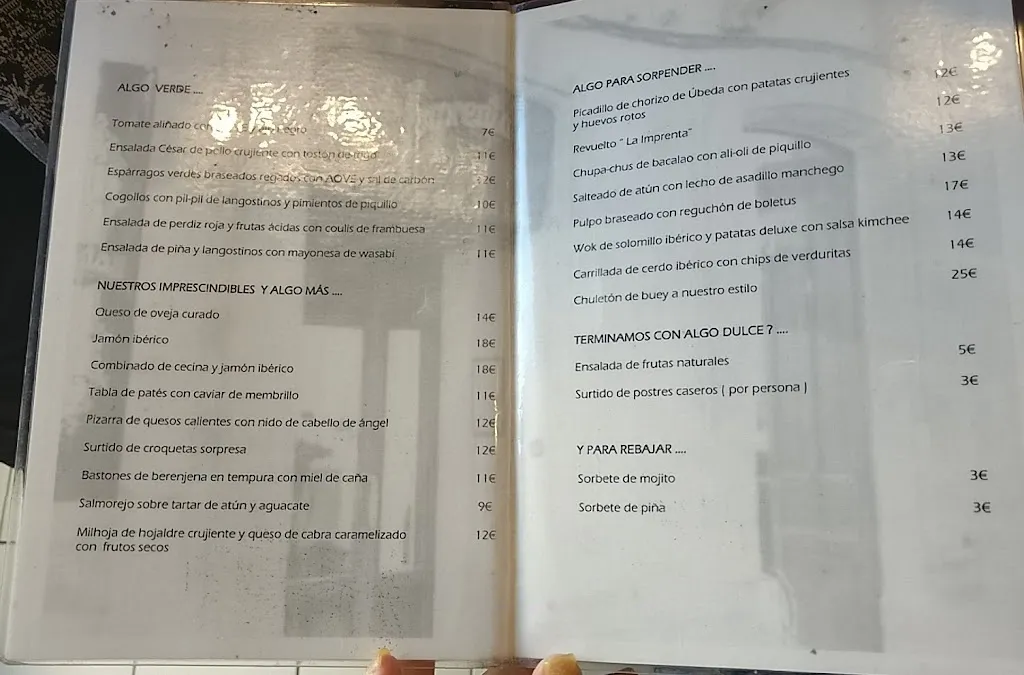 ALGO VERDE ....
Tomate aliñado con
7€
Ensalada César de pollo crujiente con tostón de trigo
11€
Espárragos verdes braseados regados con AOVE y sal de carbón
12€
Cogollos con pil-pil de langostinos y pimientos de piquillo
10€
Ensalada de perdiz roja y frutas ácidas con coulis de frambuesa
11€
Ensalada de piña y langostinos con mayonesa de wasabi
11€
NUESTROS IMPRESCINDIBLES Y ALGO MÁS ....
Queso de oveja curado
14€
Jamón ibérico
18€
Combinado de cecina y jamón ibérico
18€
Tabla de patés con caviar de membrillo
11€
Pizarra de quesos calientes con nido de cabello de ángel
12€
Surtido de croquetas sorpresa
12€
Bastones de berenjena en tempura con miel de caña
11€
Salmorejo sobre tartar de atún y aguacate
9€
Milhoja de hojaldre crujiente y queso de cabra caramelizado
con frutos secos
12€
ALGO PARA SORPENDER ....
Picadillo de chorizo de Úbeda con patatas crujientes
y huevos rotos
12€
Revuelto " La Imprenta"
12€
Chupa-chus de bacalao con ali-oli de piquillo
13€
Salteado de atún con lecho de asadillo manchego
13€
Pulpo braseado con reguchón de boletus
17€
Wok de solomillo ibérico y patatas deluxe con salsa kimchee
14€
Carrillada de cerdo ibérico con chips de verduritas
14€
Chuletón de buey a nuestro estilo
25€
TERMINAMOS CON ALGO DULCE ? ....
Ensalada de frutas naturales
5€
Surtido de postres caseros ( por persona )
3€
Y PARA REBAJAR ....
Sorbete de mojito
3€
Sorbete de piña
3€